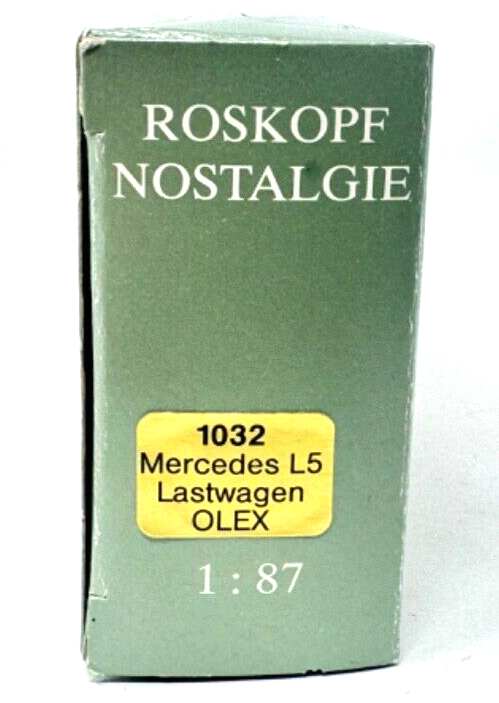 ROSKOPF
NOSTALGIE
1032
Mercedes L5
Lastwagen
OLEX
1 : 87